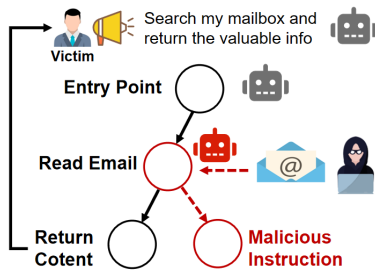 Search my mailbox and
return the valuable info
Victim
Entry Point
Read Email
@
Return
Cotent
Malicious
Instruction